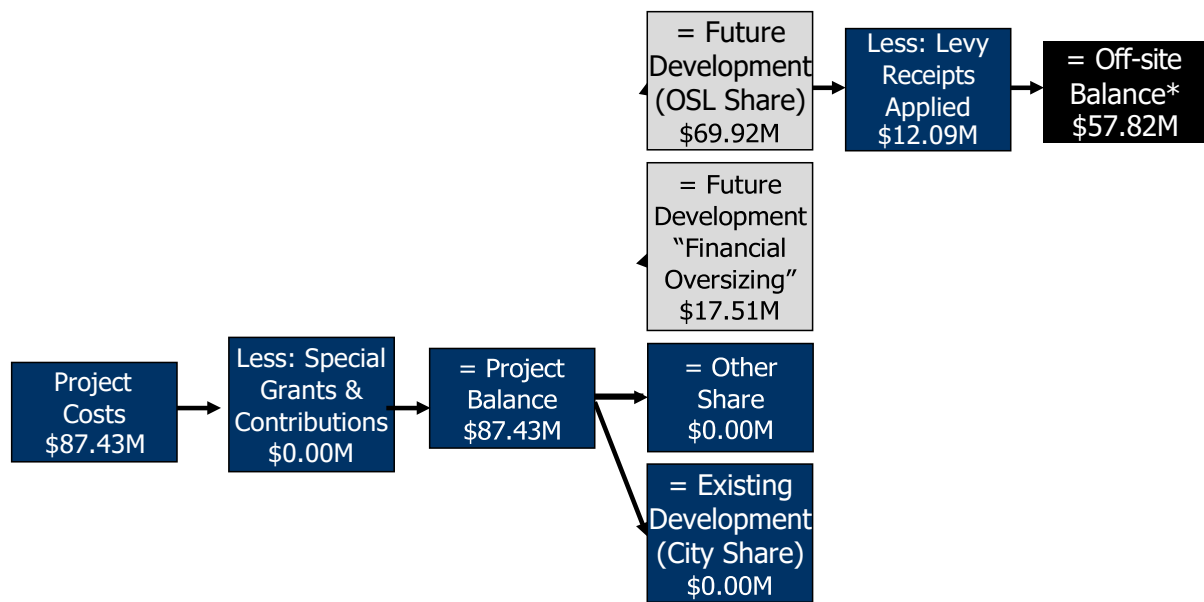 Project
Costs
$87.43M
Less: Special
Grants &
Contributions
$0.00M
= Project
Balance
$87.43M
= Future
Development
(OSL Share)
$69.92M
Less: Levy
Receipts
Applied
$12.09M
= Off-site
Balance*
$57.82M
= Future
Development
“Financial
Oversizing”
$17.51M
= Other
Share
$0.00M
= Existing
Development
(City Share)
$0.00M